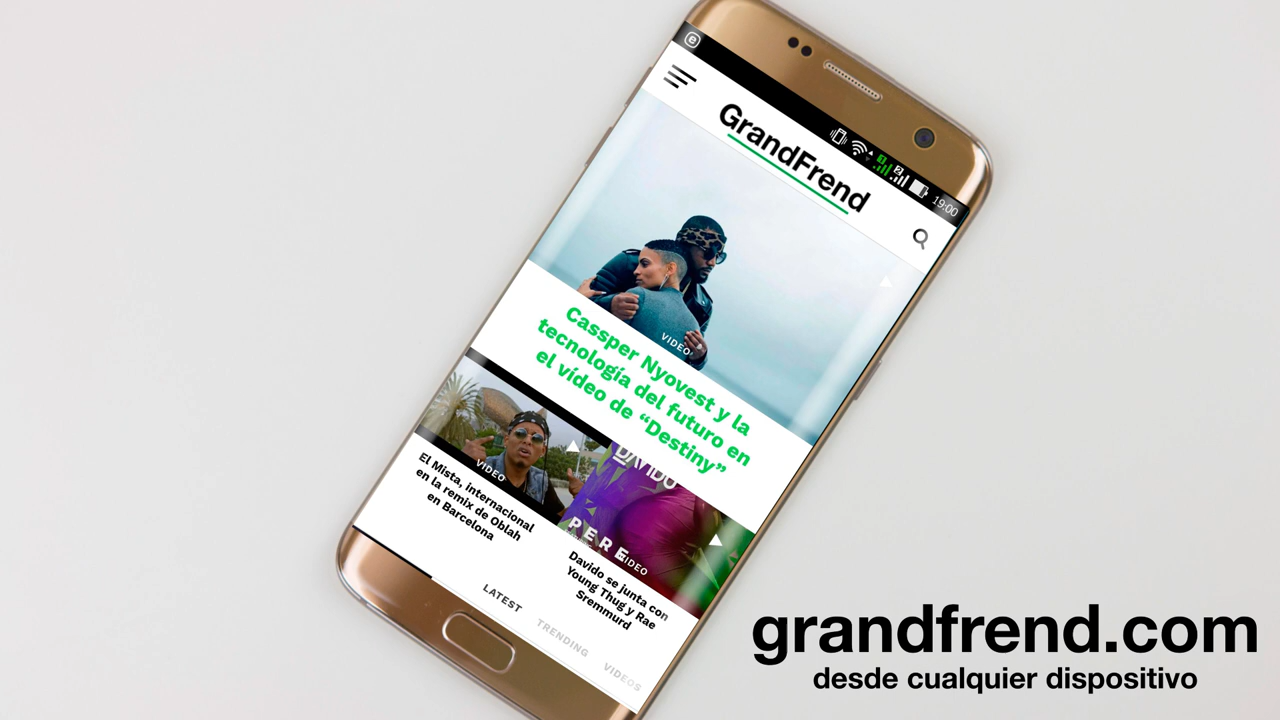 19:00
GrandFrend
VIDEO
Cassper Nyovest y la
tecnología del futuro en
el vídeo de “Destiny”
VIDEO
El Mista, internacional
en la remix de Oblah
en Barcelona
DAVIDO
RERE
VIDEO
Davido se junta con
Young Thug y Rae
Sremmurd
LATEST
TRENDING
VIDEOS
grandfrend.com
desde cualquier dispositivo